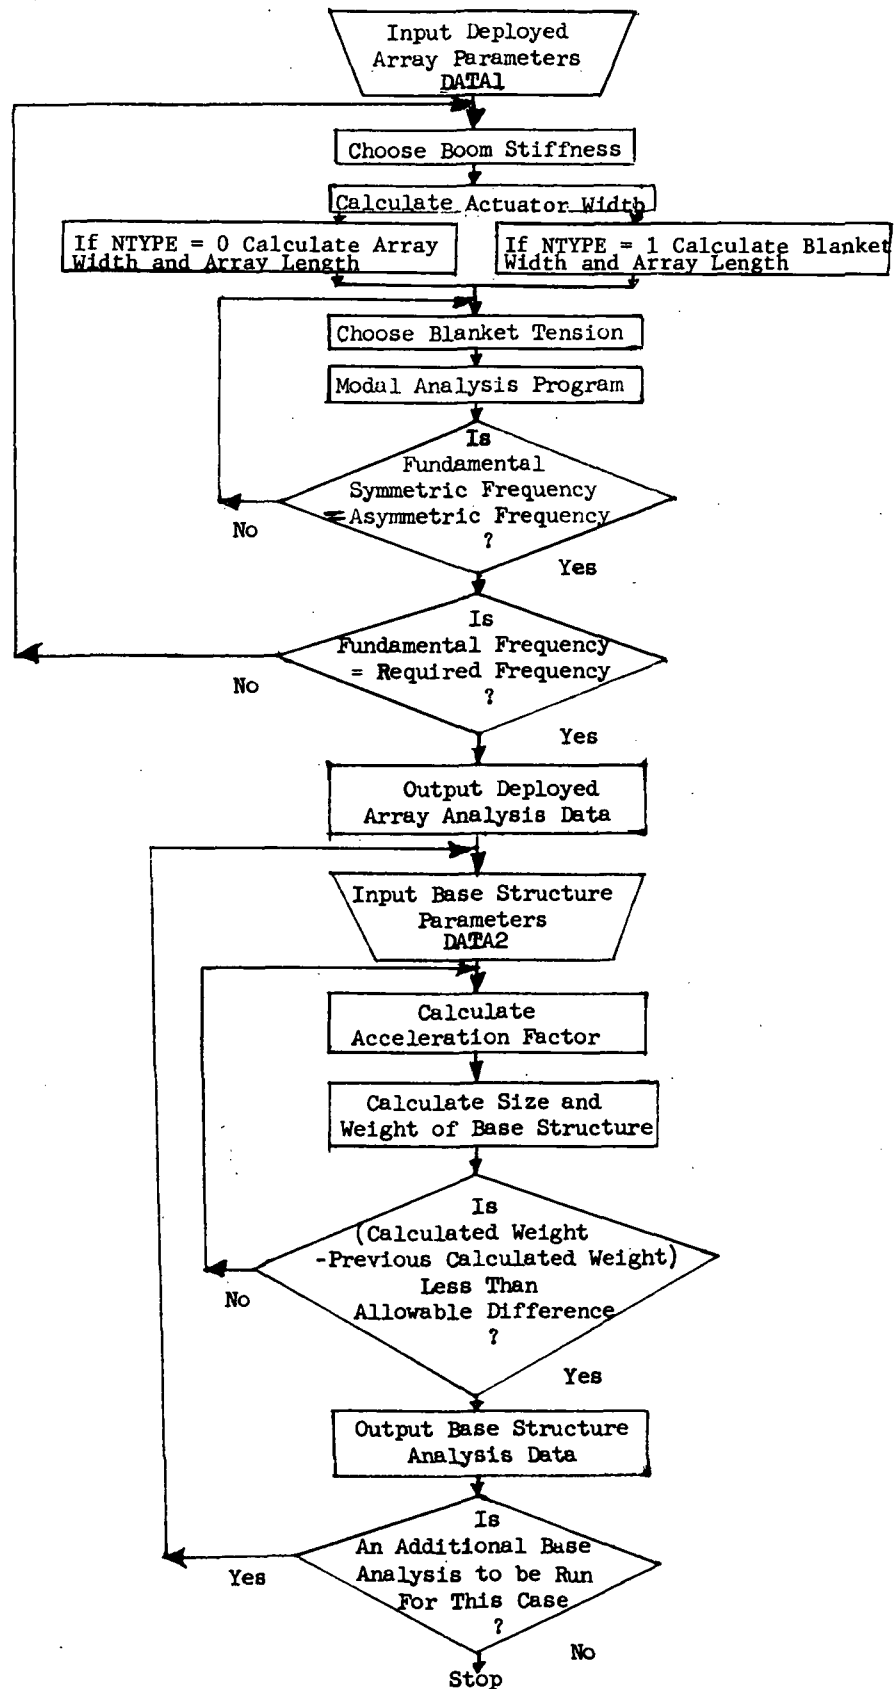 Input Deployed
Array Parameters
DATA1
Choose Boom Stiffness
Calculate Actuator Width
If NTYPE = 0 Calculate Array
Width and Array Length
If NTYPE = 1 Calculate Blanket
Width and Array Length
Choose Blanket Tension
Modal Analysis Program
Is
Fundamental
Symmetric Frequency
= Asymmetric Frequency
?
No
Yes
Is
Fundamental Frequency
= Required Frequency
?
No
Yes
Output Deployed
Array Analysis Data
Input Base Structure
Parameters
DATA2
Calculate
Acceleration Factor
Calculate Size and
Weight of Base Structure
Is
(Calculated Weight
-Previous Calculated Weight)
Less Than
Allowable Difference
?
No
Yes
Output Base Structure
Analysis Data
Is
An Additional Base
Analysis to be Run
For This Case
?
Yes
No
Stop